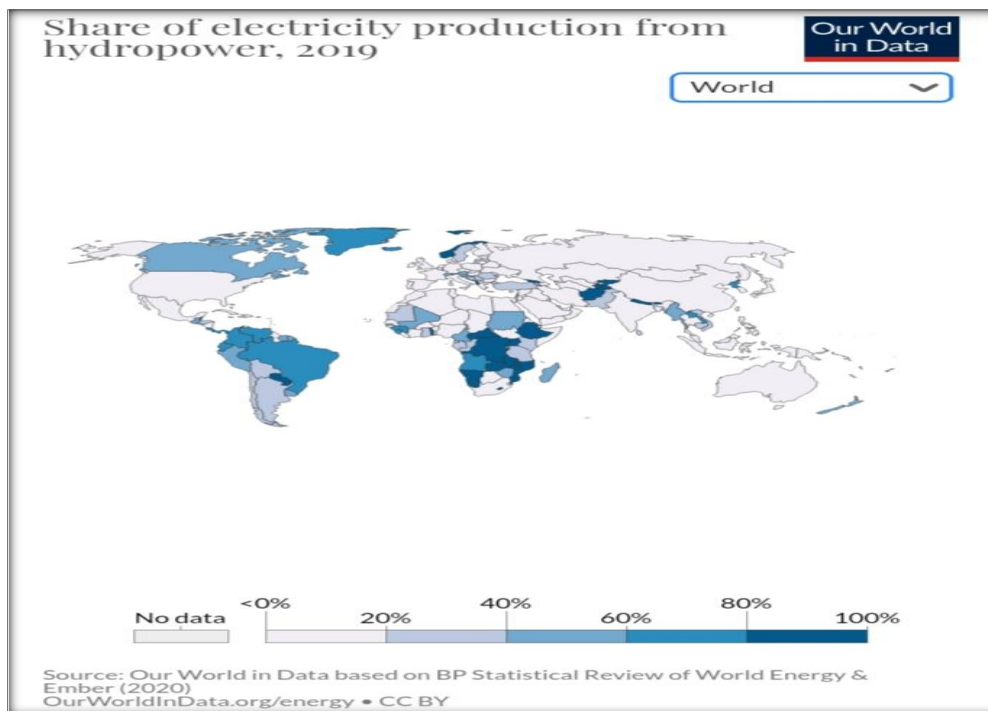 Share of electricity production from
hydropower, 2019
Our World
in Data
World
No data
<0%
20%
40%
60%
80%
100%
Source: Our World in Data based on BP Statistical Review of World Energy &
Ember (2020)
OurWorldInData.org/energy • CC BY